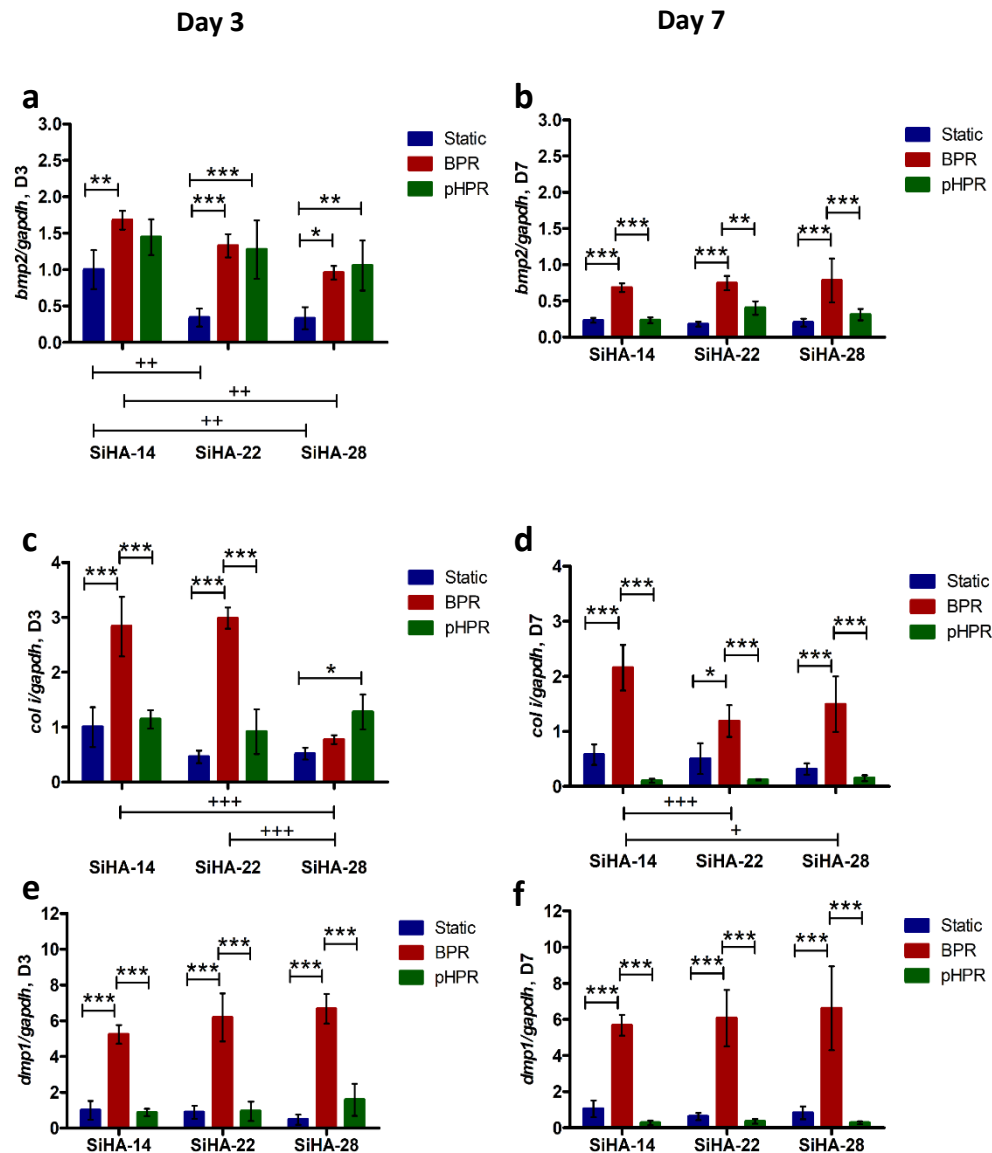 Day 3
Day 7
a
bmp2/gapdh, D3
3.0
2.5
2.0
1.5
1.0
0.5
0.0
** *** *** ** *
Static
BPR
pHPR
++
++
++
SiHA-14 SiHA-22 SiHA-28
b
bmp2/gapdh, D7
3.0
2.5
2.0
1.5
1.0
0.5
0.0
*** *** *** ** *** ***
Static
BPR
pHPR
SiHA-14 SiHA-22 SiHA-28
c
col i/gapdh, D3
4
3
2
1
0
*** *** *** *** *
Static
BPR
pHPR
+++
+++
SiHA-14 SiHA-22 SiHA-28
d
col i/gapdh, D7
4
3
2
1
0
*** *** * *** *** ***
Static
BPR
pHPR
+++
+
SiHA-14 SiHA-22 SiHA-28
e
dmp1/gapdh, D3
12
10
8
6
4
2
0
*** *** *** *** *** ***
Static
BPR
pHPR
SiHA-14 SiHA-22 SiHA-28
f
dmp1/gapdh, D7
12
10
8
6
4
2
0
*** *** *** *** *** ***
Static
BPR
pHPR
SiHA-14 SiHA-22 SiHA-28